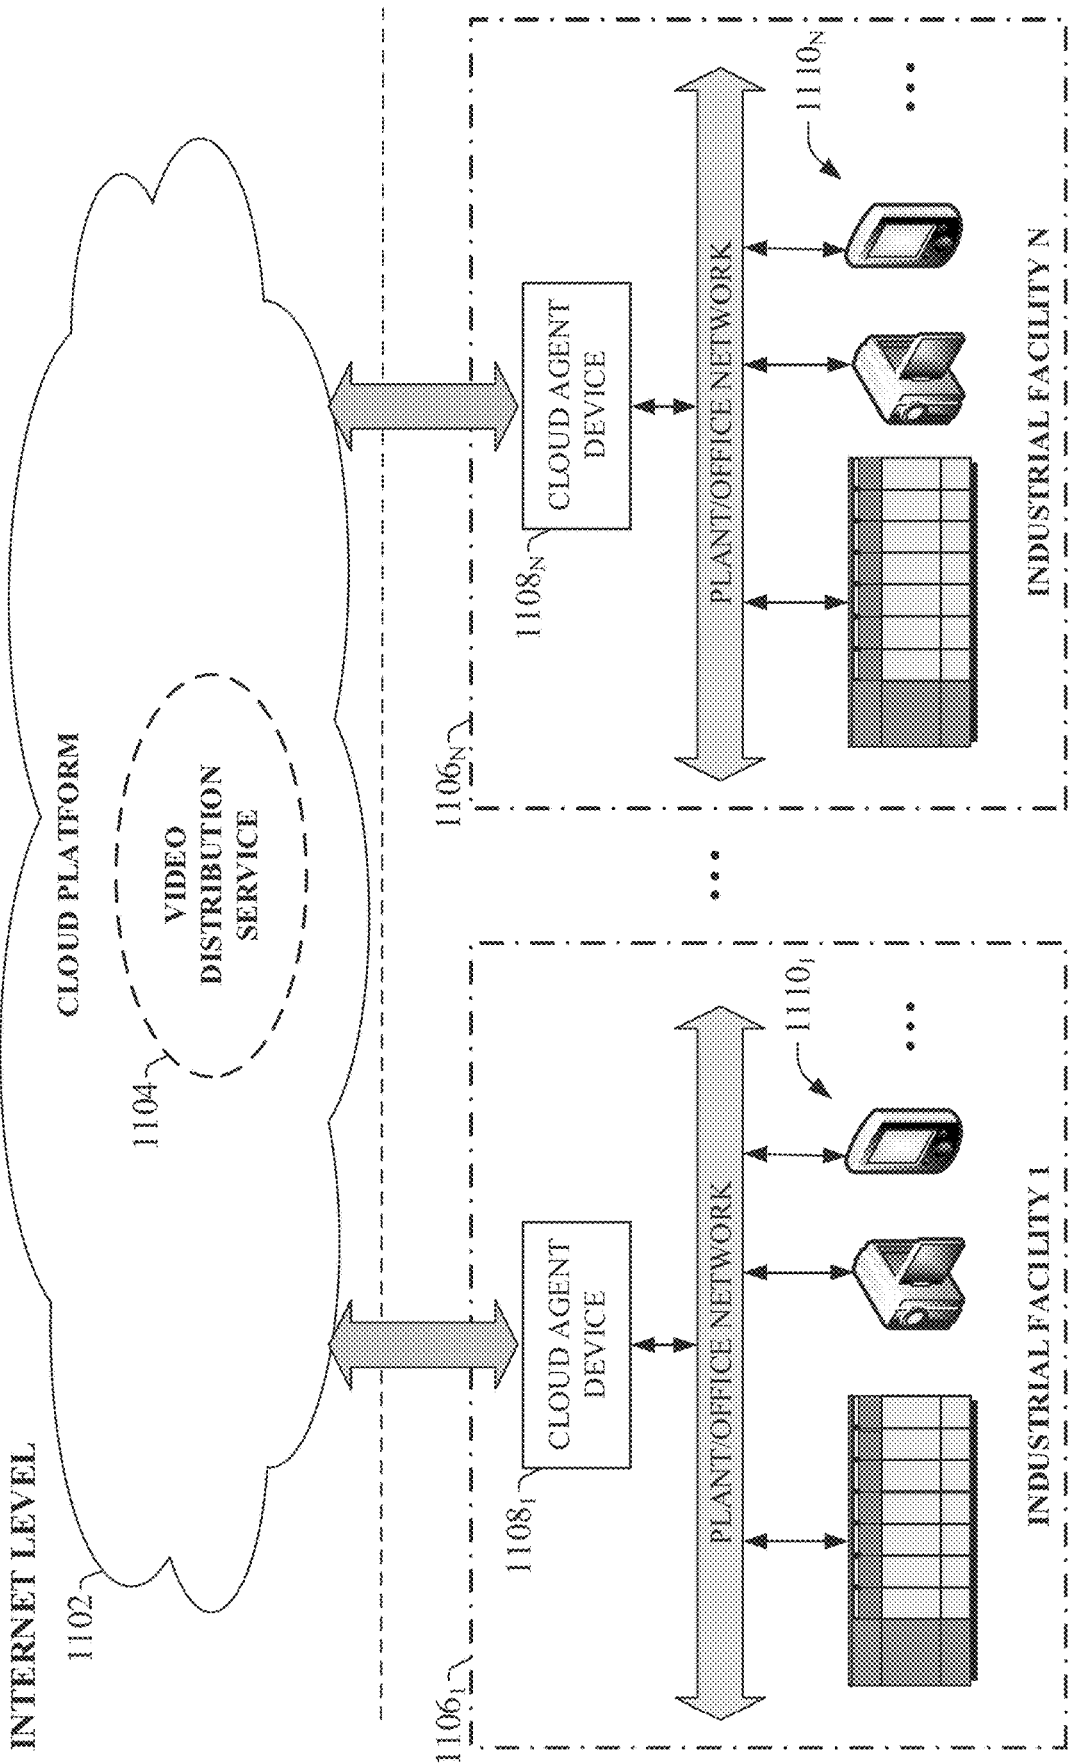 INTERNET LEVEL
1102
CLOUD PLATFORM
1104
VIDEO
DISTRIBUTION
SERVICE
1106₁
1108₁
CLOUD AGENT
DEVICE
PLANT/OFFICE NETWORK
1110₁
...
INDUSTRIAL FACILITY 1
...
1106N
1108N
CLOUD AGENT
DEVICE
PLANT/OFFICE NETWORK
1110N
...
INDUSTRIAL FACILITY N